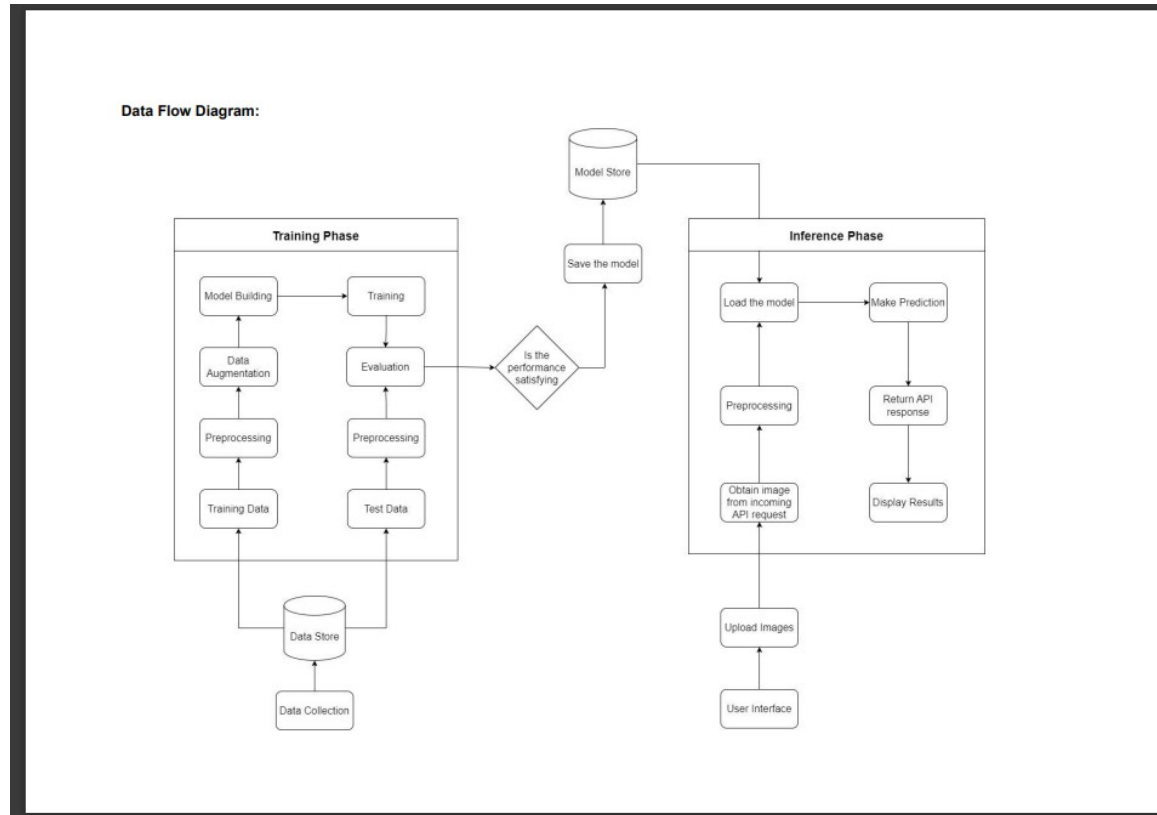 Data Flow Diagram:
Model Store
Training Phase
Inference Phase
Save the model
Model Building
Training
Load the model
Make Prediction
Data
Augmentation
Evaluation
Is the
performance
satisfying
Preprocessing
Return API
response
Preprocessing
Preprocessing
Obtain image
from incoming
API request
Display Results
Training Data
Test Data
Data Store
Upload Images
Data Collection
User Interface